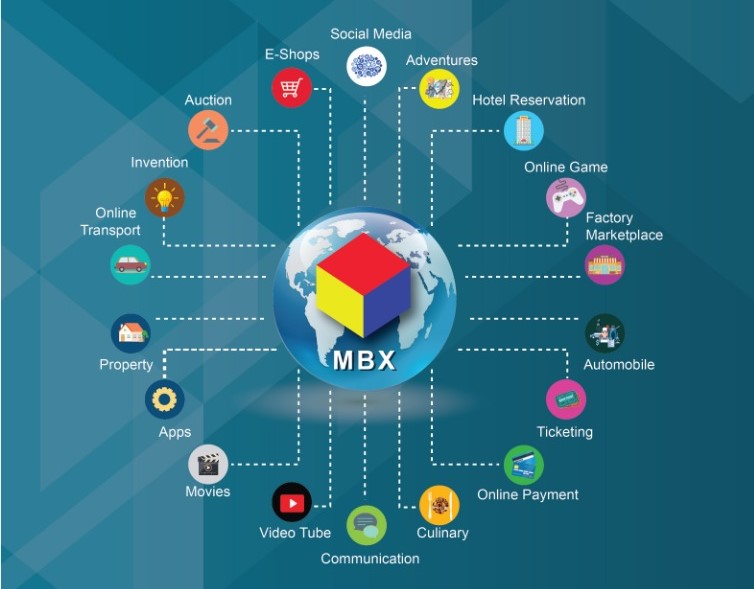 Social Media
E-Shops
Adventures
Auction
Hotel Reservation
Invention
Online Game
Online
Transport
Factory
Marketplace
MBX
Property
Automobile
Apps
Ticketing
Movies
Online Payment
Video Tube
Culinary
Communication